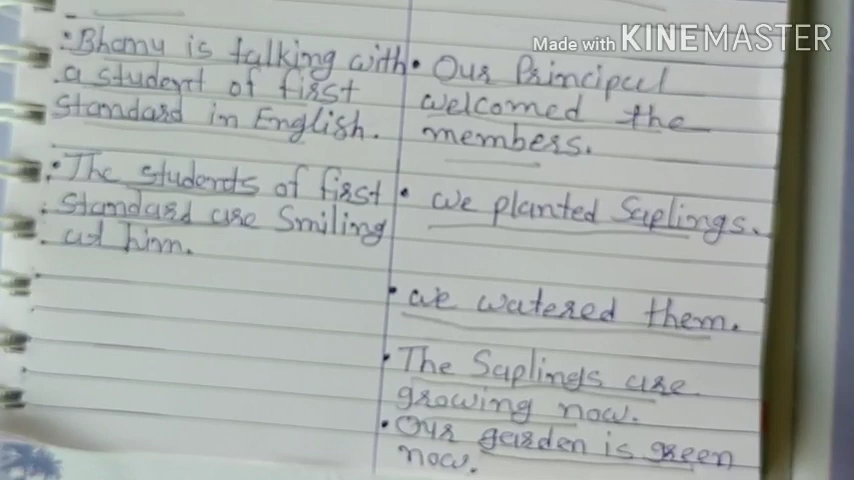 Made with KINEMASTER
• Bhamu is talking with
a student of first
standard in English.
• The students of first
standard are smiling
at him.
• Our Principal
welcomed the
members.
• we planted Saplings.
• we watered them.
• The Saplings are
growing now.
• Our garden is green
now.